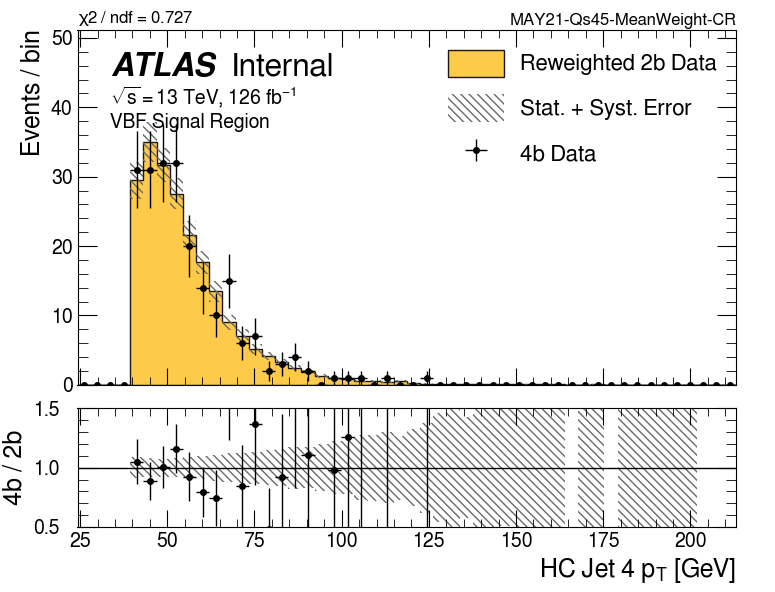 χ2 / ndf = 0.727
MAY21-Qs45-MeanWeight-CR
Events / bin
50
40
30
20
10
0
ATLAS Internal
√s = 13 TeV, 126 fb−1
VBF Signal Region
Reweighted 2b Data
Stat. + Syst. Error
4b Data
4b / 2b
1.5
1.0
0.5
25 50 75 100 125 150 175 200
HC Jet 4 pT [GeV]